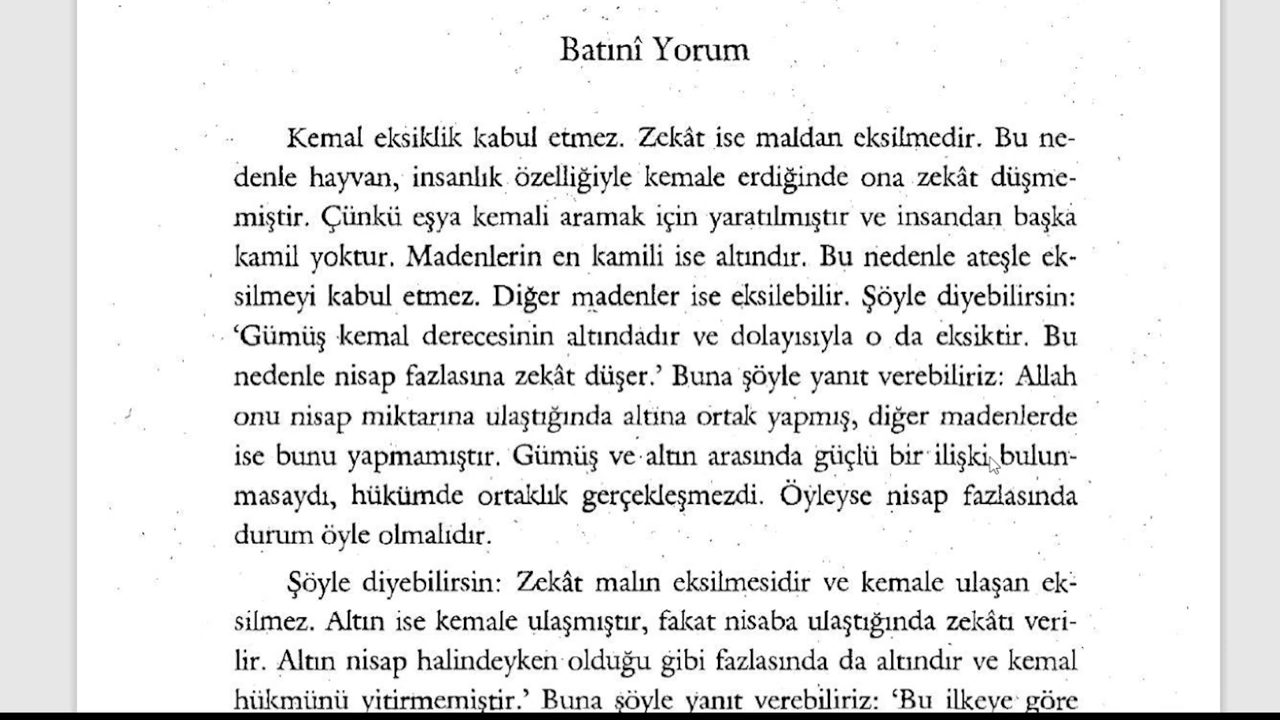 Batınî Yorum
Kemal eksiklik kabul etmez. Zekât ise maldan eksilmedir. Bu ne-
denle hayvan, insanlık özelliğiyle kemale erdiğinde ona zekât düşme-
miştir. Çünkü eşya kemali aramak için yaratılmıştır ve insandan başka
kamil yoktur. Madenlerin en kamili ise altındır. Bu nedenle ateşle ek-
silmeyi kabul etmez. Diğer madenler ise eksilebilir. Şöyle diyebilirsin:
‘Gümüş kemal derecesinin altındadır ve dolayısıyla o da eksiktir. Bu
nedenle nisap fazlasına zekât düşer.’ Buna şöyle yanıt verebiliriz: Allah
onu nisap miktarına ulaştığında altına ortak yapmış, diğer madenlerde
ise bunu yapmamıştır. Gümüş ve altın arasında güçlü bir ilişki bulun-
masaydı, hükümde ortaklık gerçekleşmezdi. Öyleyse nisap fazlasında
durum öyle olmalıdır.
Şöyle diyebilirsin: Zekât malın eksilmesidir ve kemale ulaşan ek-
silmez. Altın ise kemale ulaşmıştır, fakat nisaba ulaştığında zekâtı veri-
lir. Altın nisap halindeyken olduğu gibi fazlasında da altındır ve kemal
hükmünü yitirmemiştir.’ Buna şöyle yanıt verebiliriz: ‘Bu ilkeye göre